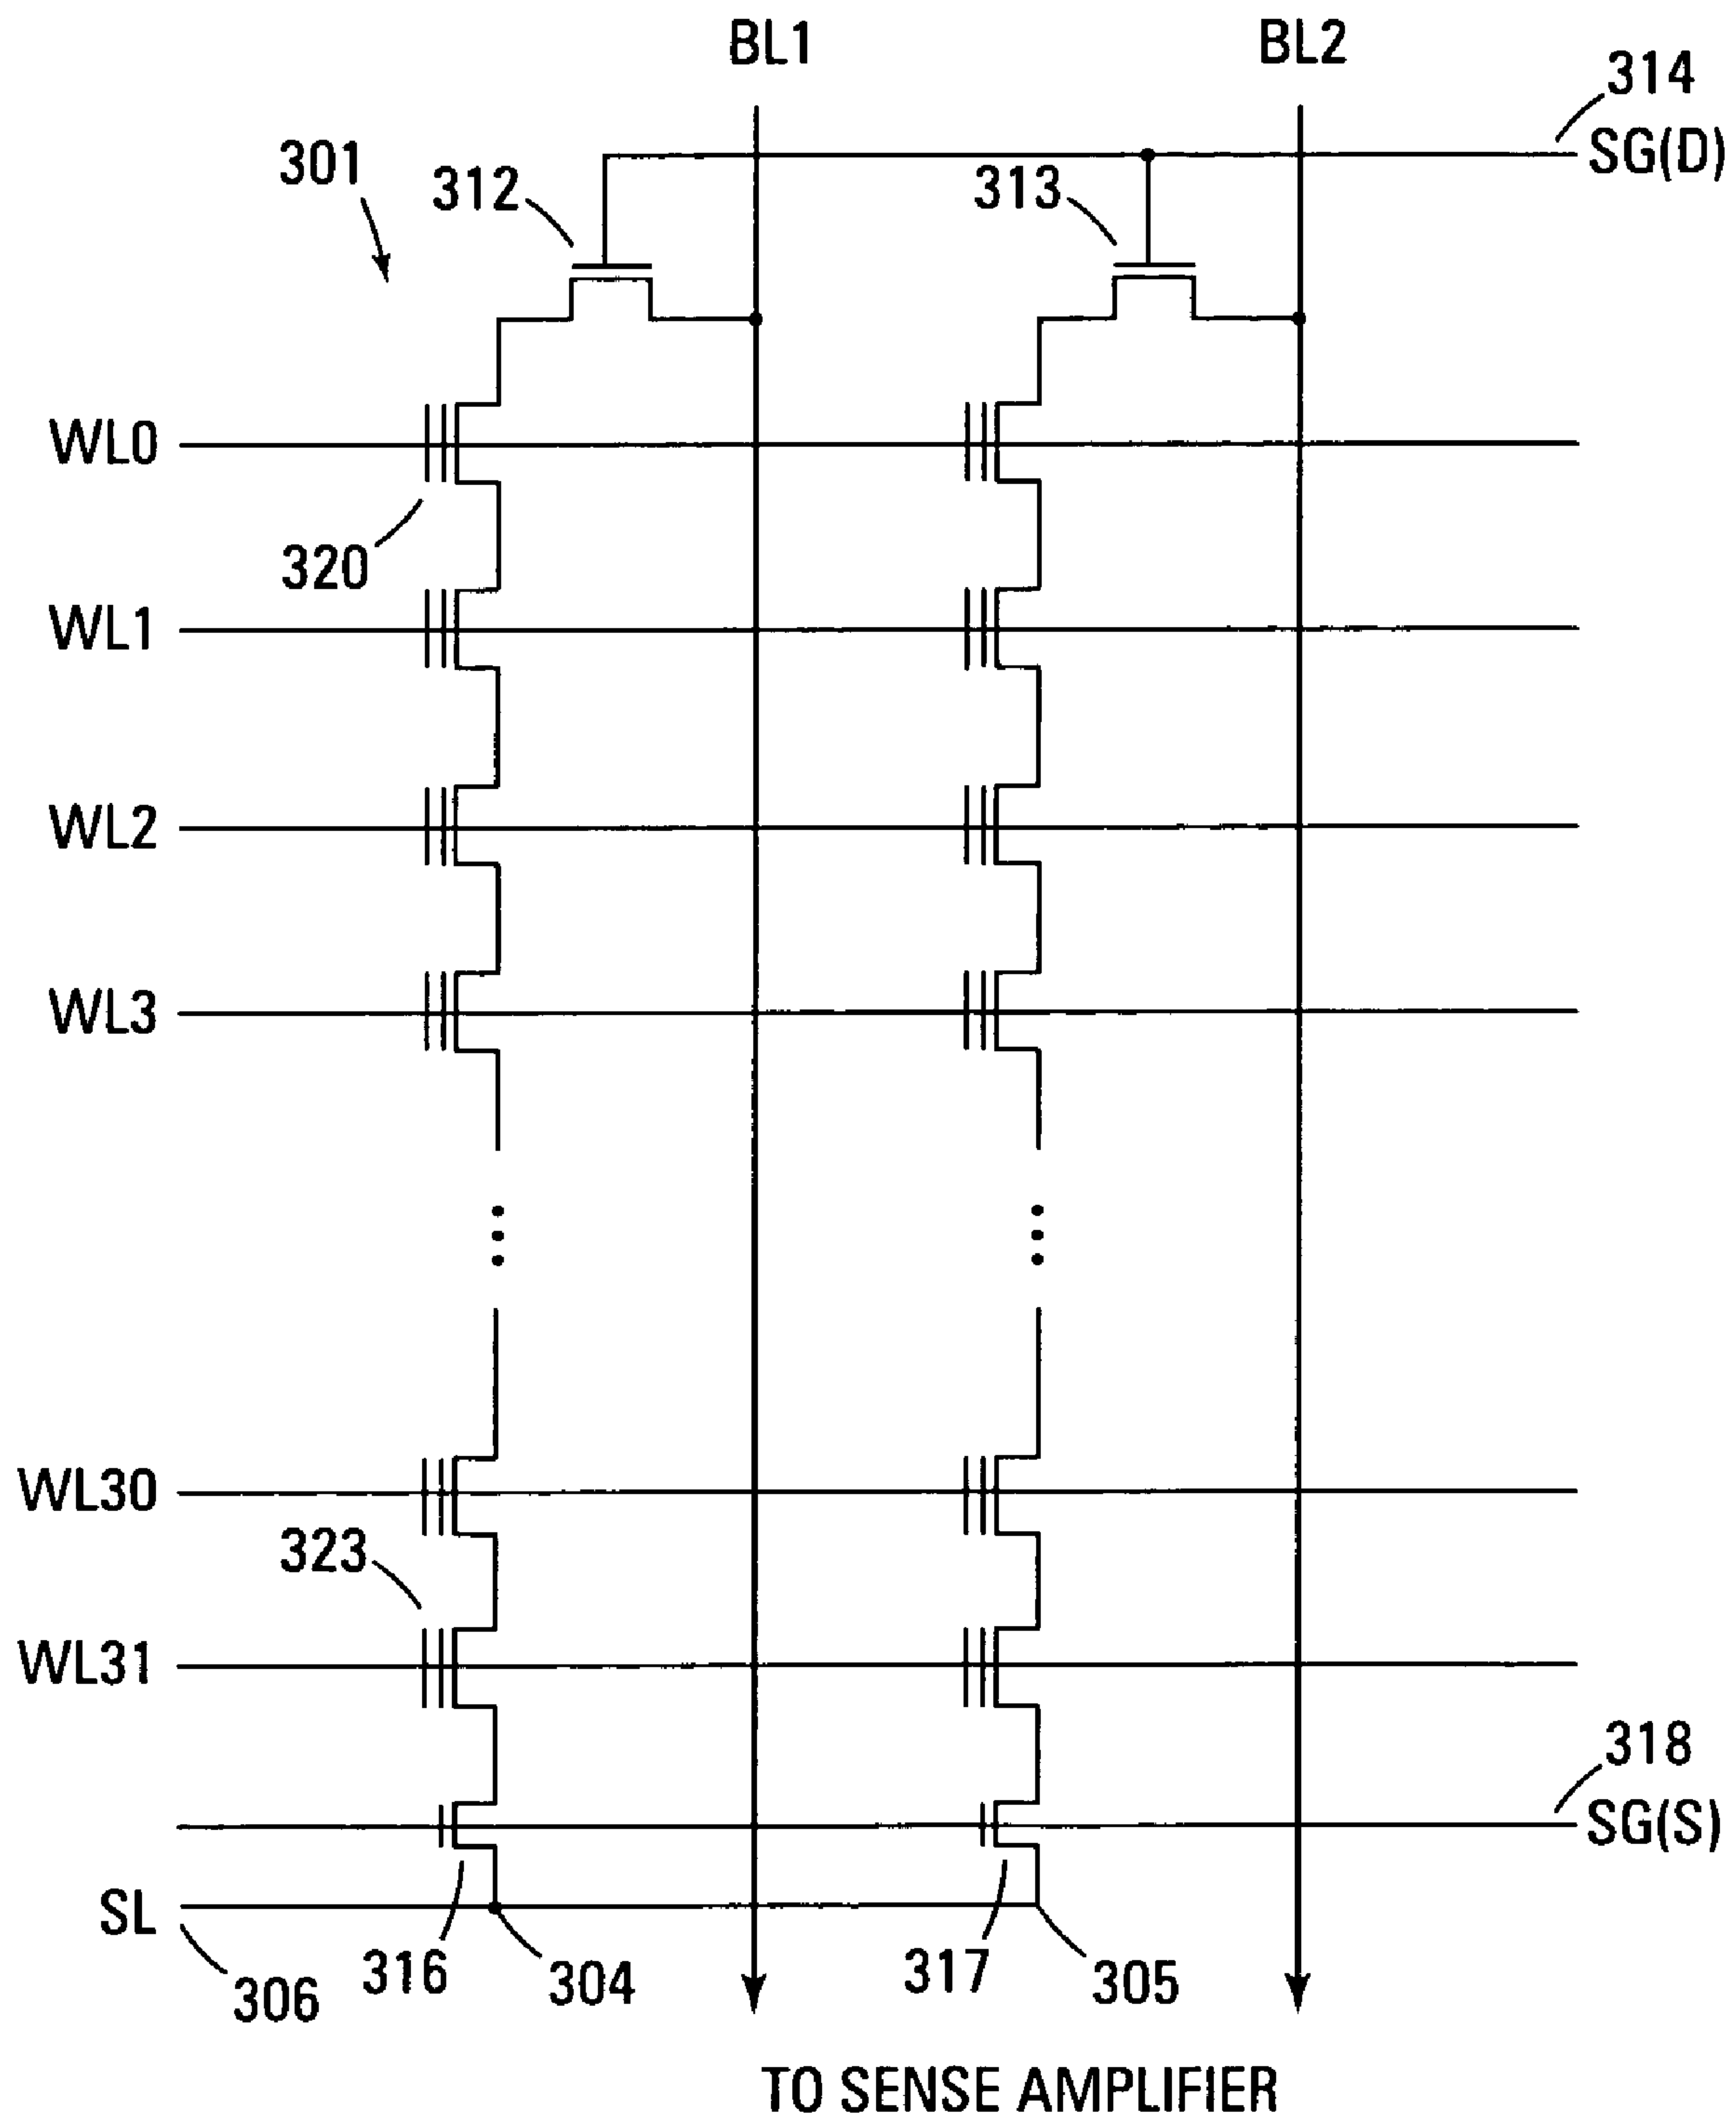 BL1
BL2
314
SG(D)
301
312
313
WL0
320
WL1
WL2
WL3
WL30
323
WL31
318
SG(S)
SL
306
316
304
317
305
TO SENSE AMPLIFIER